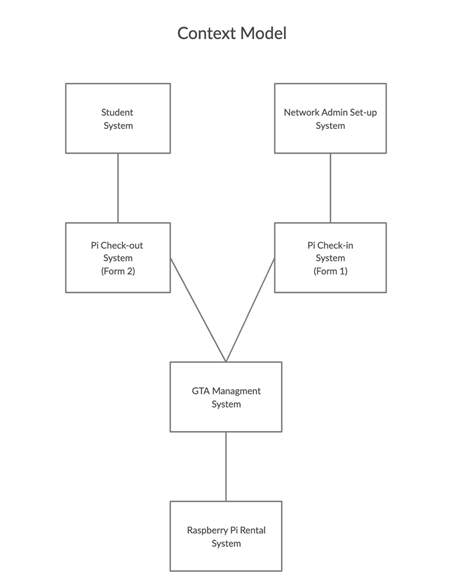 Context Model
Student
System
Network Admin Set-up
System
Pi Check-out
System
(Form 2)
Pi Check-in
System
(Form 1)
GTA Managment
System
Raspberry Pi Rental
System